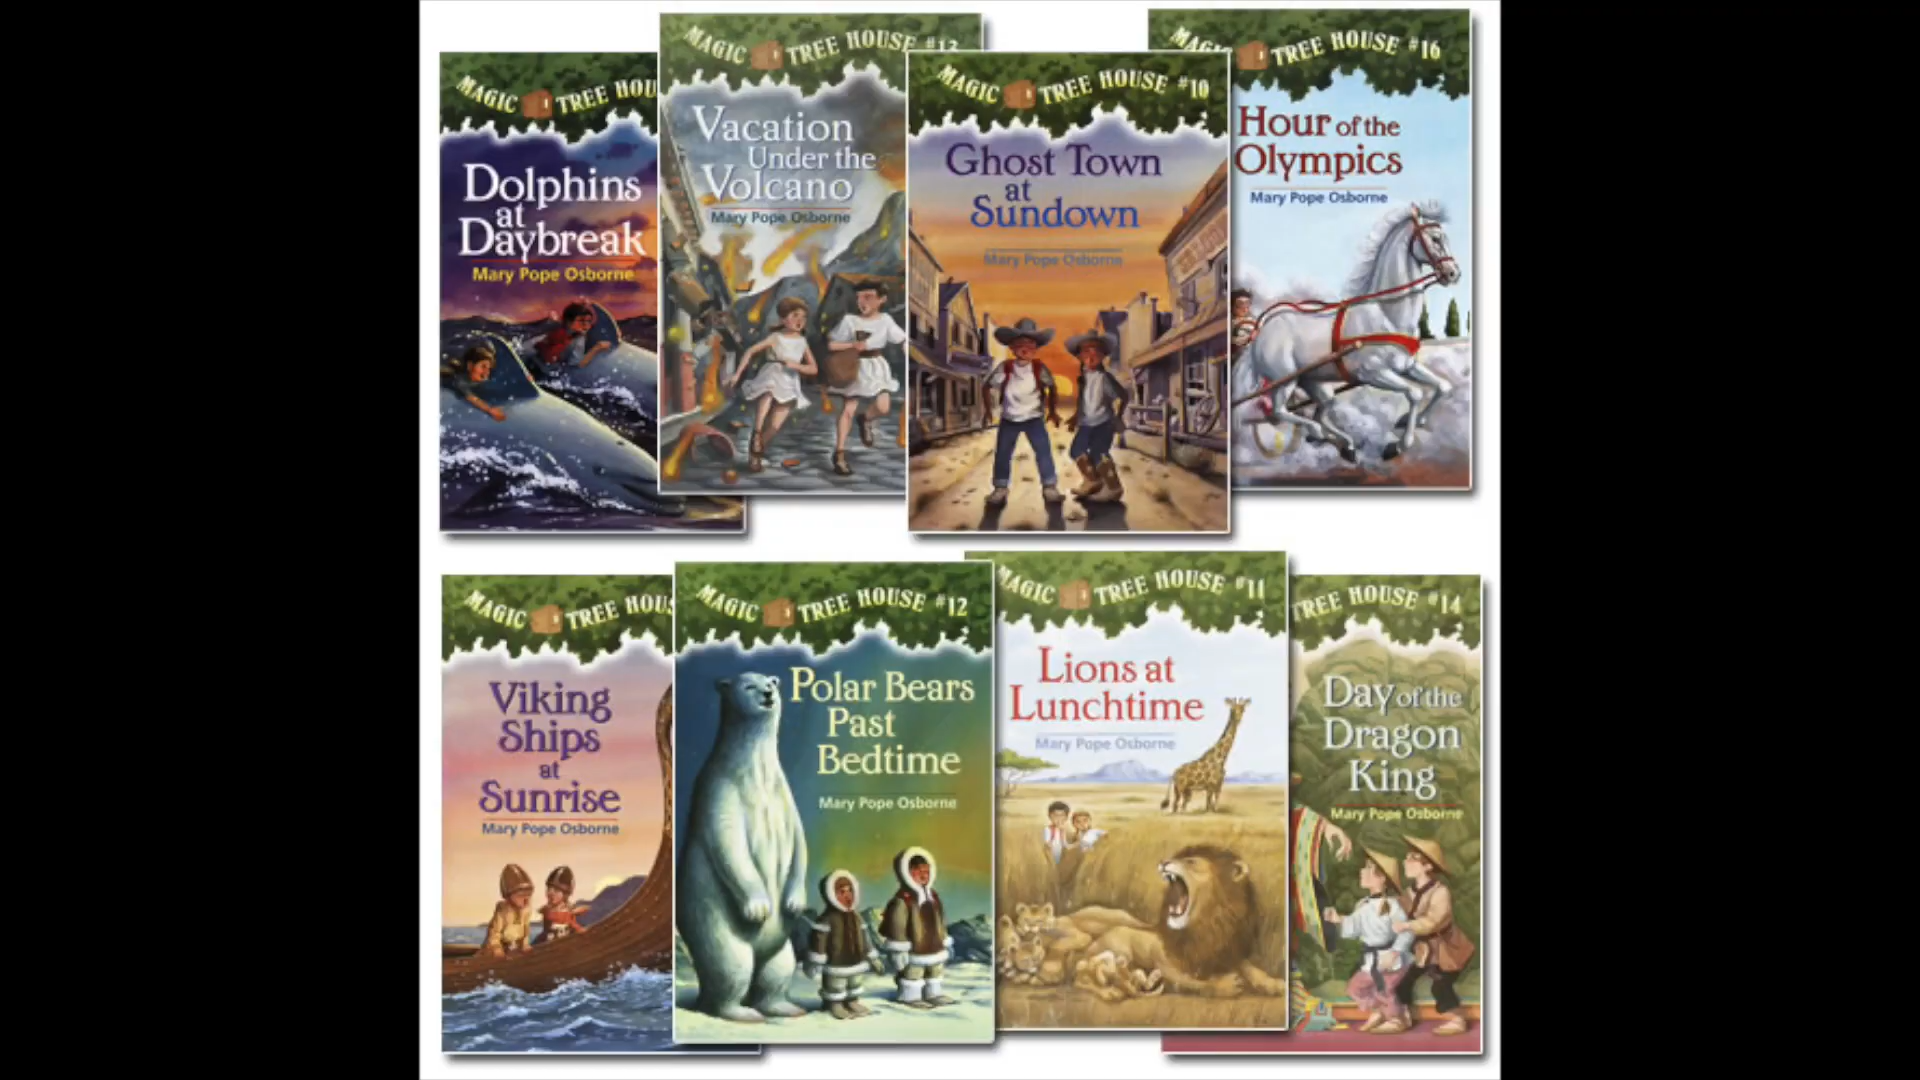 MAGIC TREE HOU
Dolphins
at
Daybreak
Mary Pope Osborne
MAGIC TREE HOUSE #13
Vacation
Under the
Volcano
Mary Pope Osborne
MAGIC TREE HOUSE #10
Ghost Town
at
Sundown
Mary Pope Osborne
MAGIC TREE HOUSE #16
Hour of the
Olympics
Mary Pope Osborne
MAGIC TREE HOUS
Viking
Ships
at
Sunrise
Mary Pope Osborne
MAGIC TREE HOUSE #12
Polar Bears
Past
Bedtime
Mary Pope Osborne
MAGIC TREE HOUSE #11
Lions at
Lunchtime
Mary Pope Osborne
TREE HOUSE #14
Day of the
Dragon
King
Mary Pope Osborne